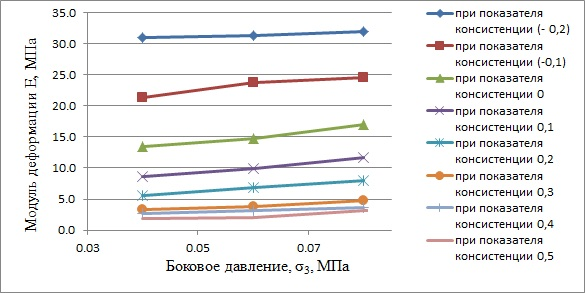 Модуль деформации E, МПа
35.0
30.0
25.0
20.0
15.0
10.0
5.0
0.0
0.03
0.05
0.07
Боковое давление, σ3, МПа
при показателя
консистенции (- 0,2)
при показателя
консистенции (-0,1)
при показателя
консистенции 0
при показателя
консистенции 0,1
при показателя
консистенции 0,2
при показателя
консистенции 0,3
при показателя
консистенции 0,4
при показателя
консистенции 0,5